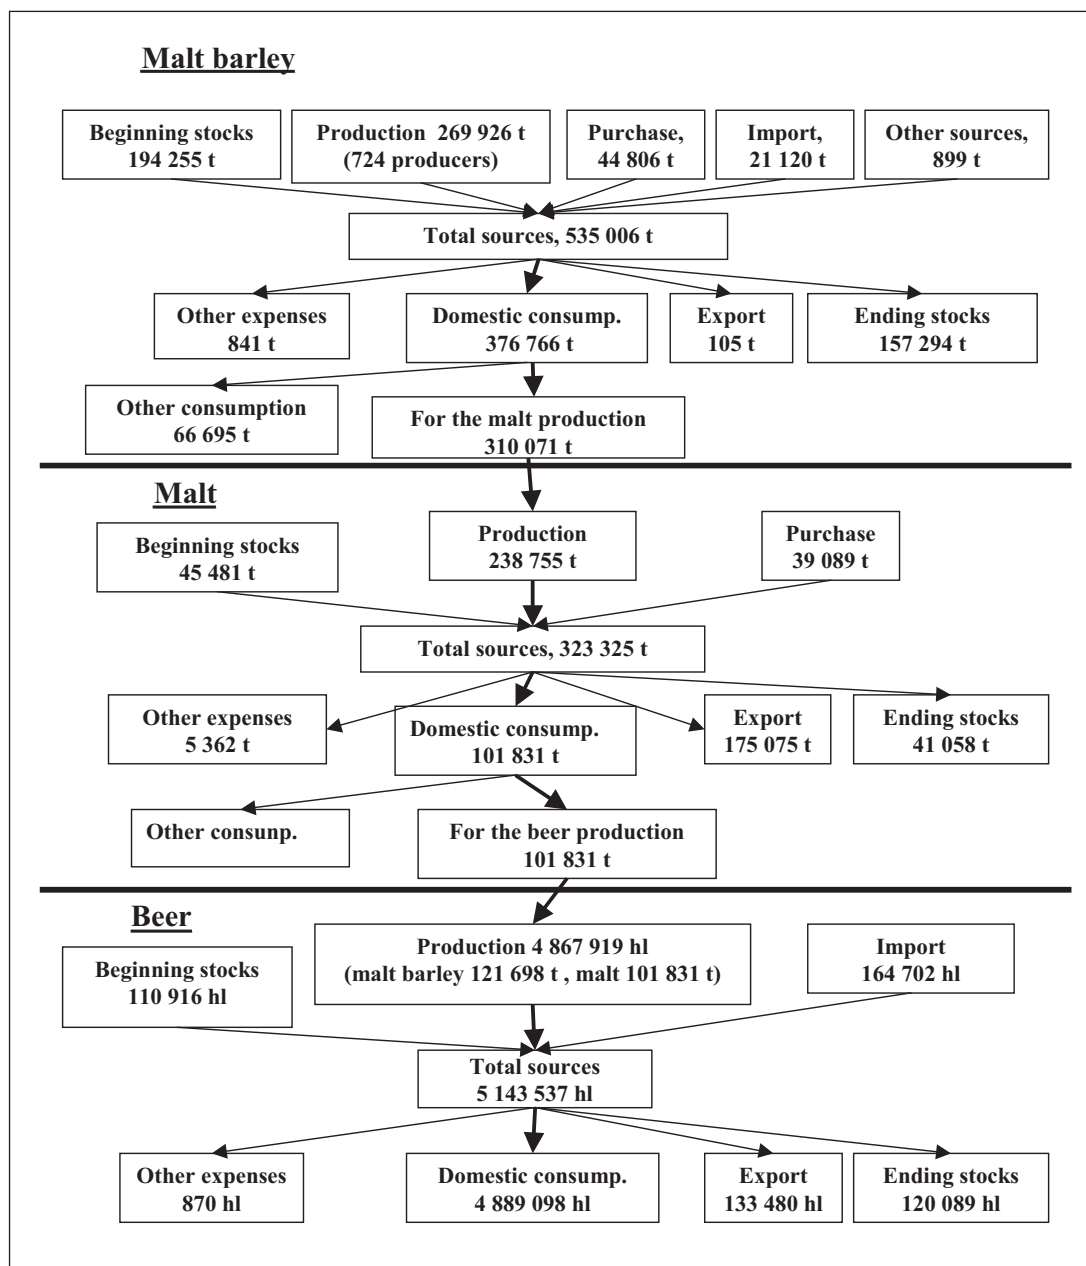 Malt barley
Beginning stocks
194 255 t
Production  269 926 t
(724 producers)
Purchase,
44 806 t
Import,
21 120 t
Other sources,
899 t
Total sources, 535 006 t
Other expenses
841 t
Domestic consump.
376 766 t
Export
105 t
Ending stocks
157 294 t
Other consumption
66 695 t
For the malt production
310 071 t
Malt
Beginning stocks
45 481 t
Production
238 755 t
Purchase
39 089 t
Total sources, 323 325 t
Other expenses
5 362 t
Domestic consump.
101 831 t
Export
175 075 t
Ending stocks
41 058 t
Other consunp.
For the beer production
101 831 t
Beer
Beginning stocks
110 916 hl
Production 4 867 919 hl
(malt barley 121 698 t , malt 101 831 t)
Import
164 702 hl
Total sources
5 143 537 hl
Other expenses
870 hl
Domestic consump.
4 889 098 hl
Export
133 480 hl
Ending stocks
120 089 hl